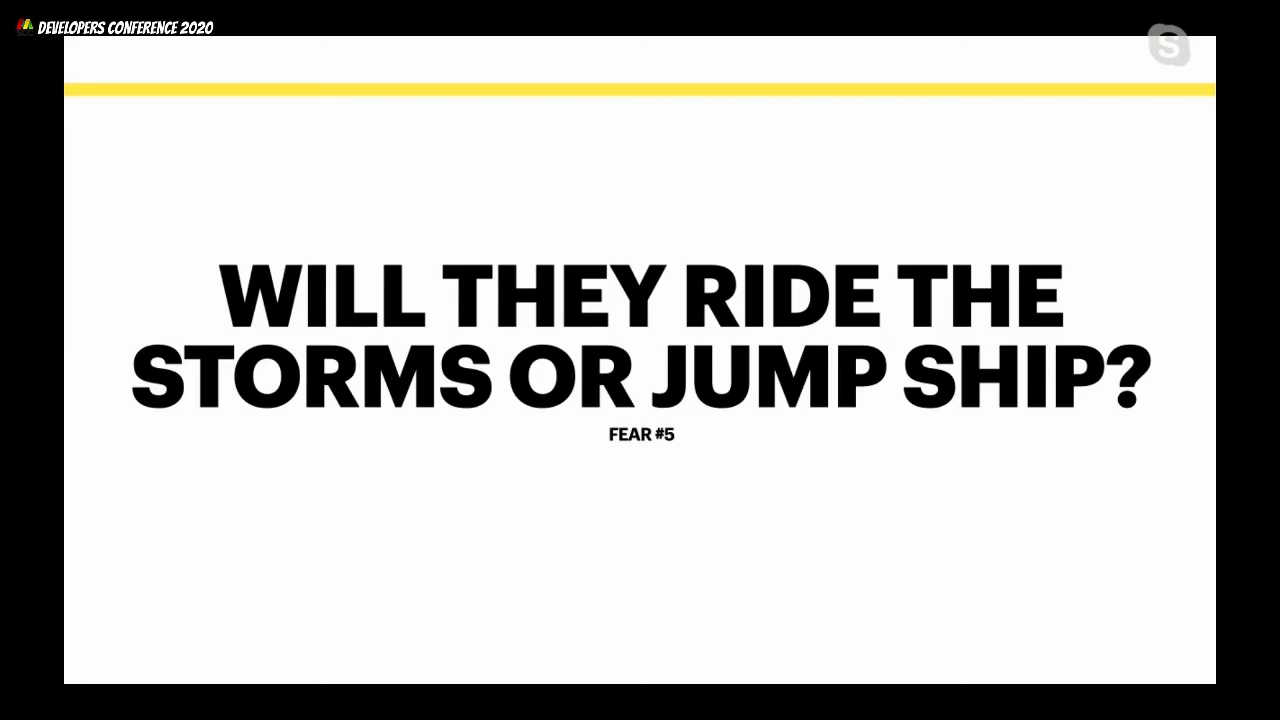 DEVELOPERS CONFERENCE 2020
S
WILL THEY RIDE THE
STORMS OR JUMP SHIP?
FEAR #5